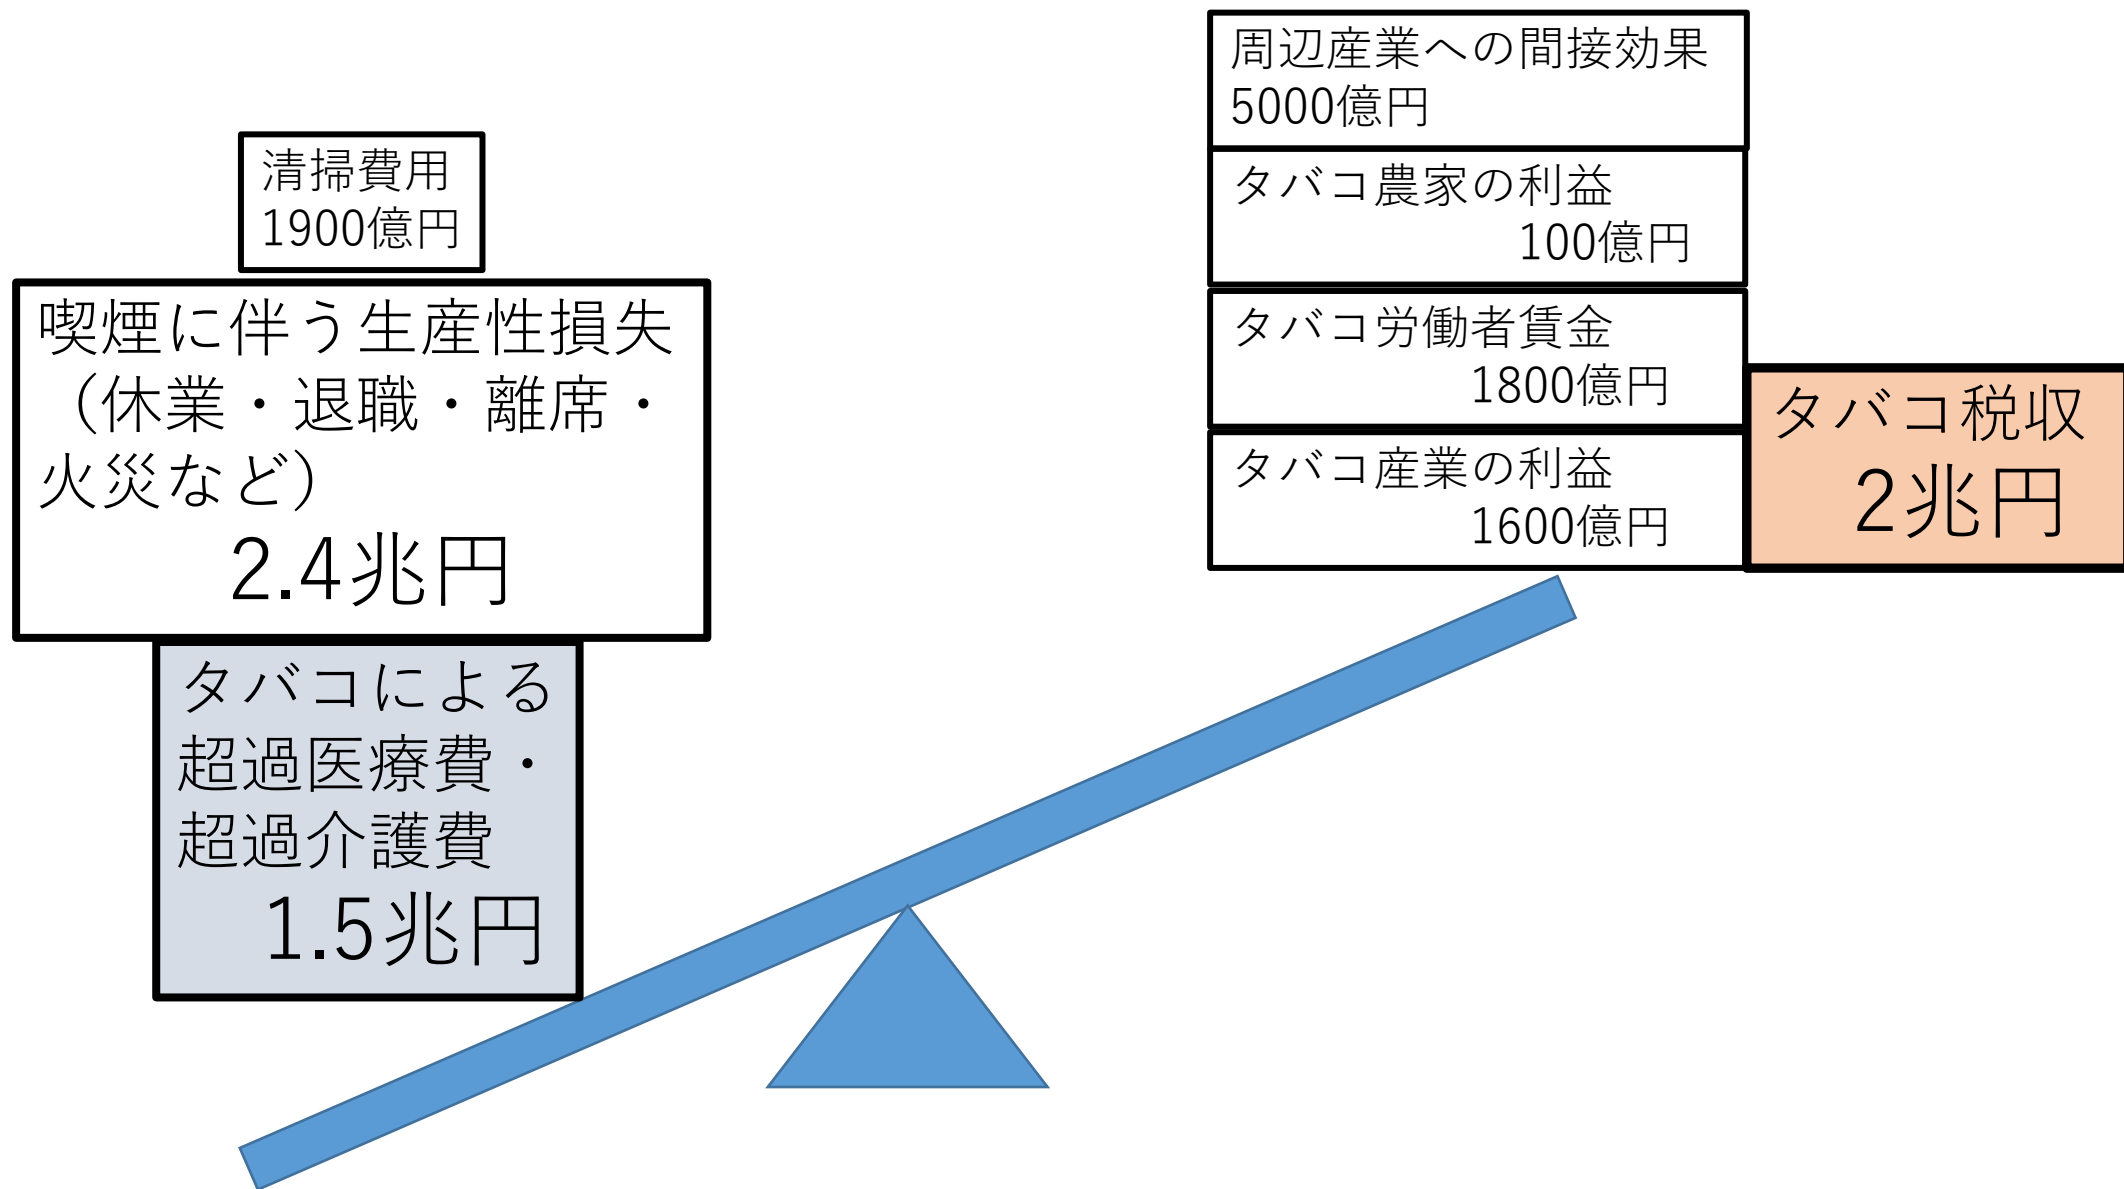 清掃費用
1900億円
喫煙に伴う生産性損失
（休業・退職・離席・
火災など）
2.4兆円
タバコによる
超過医療費・
超過介護費
1.5兆円
周辺産業への間接効果
5000億円
タバコ農家の利益
100億円
タバコ労働者賃金
1800億円
タバコ産業の利益
1600億円
タバコ税収
2兆円